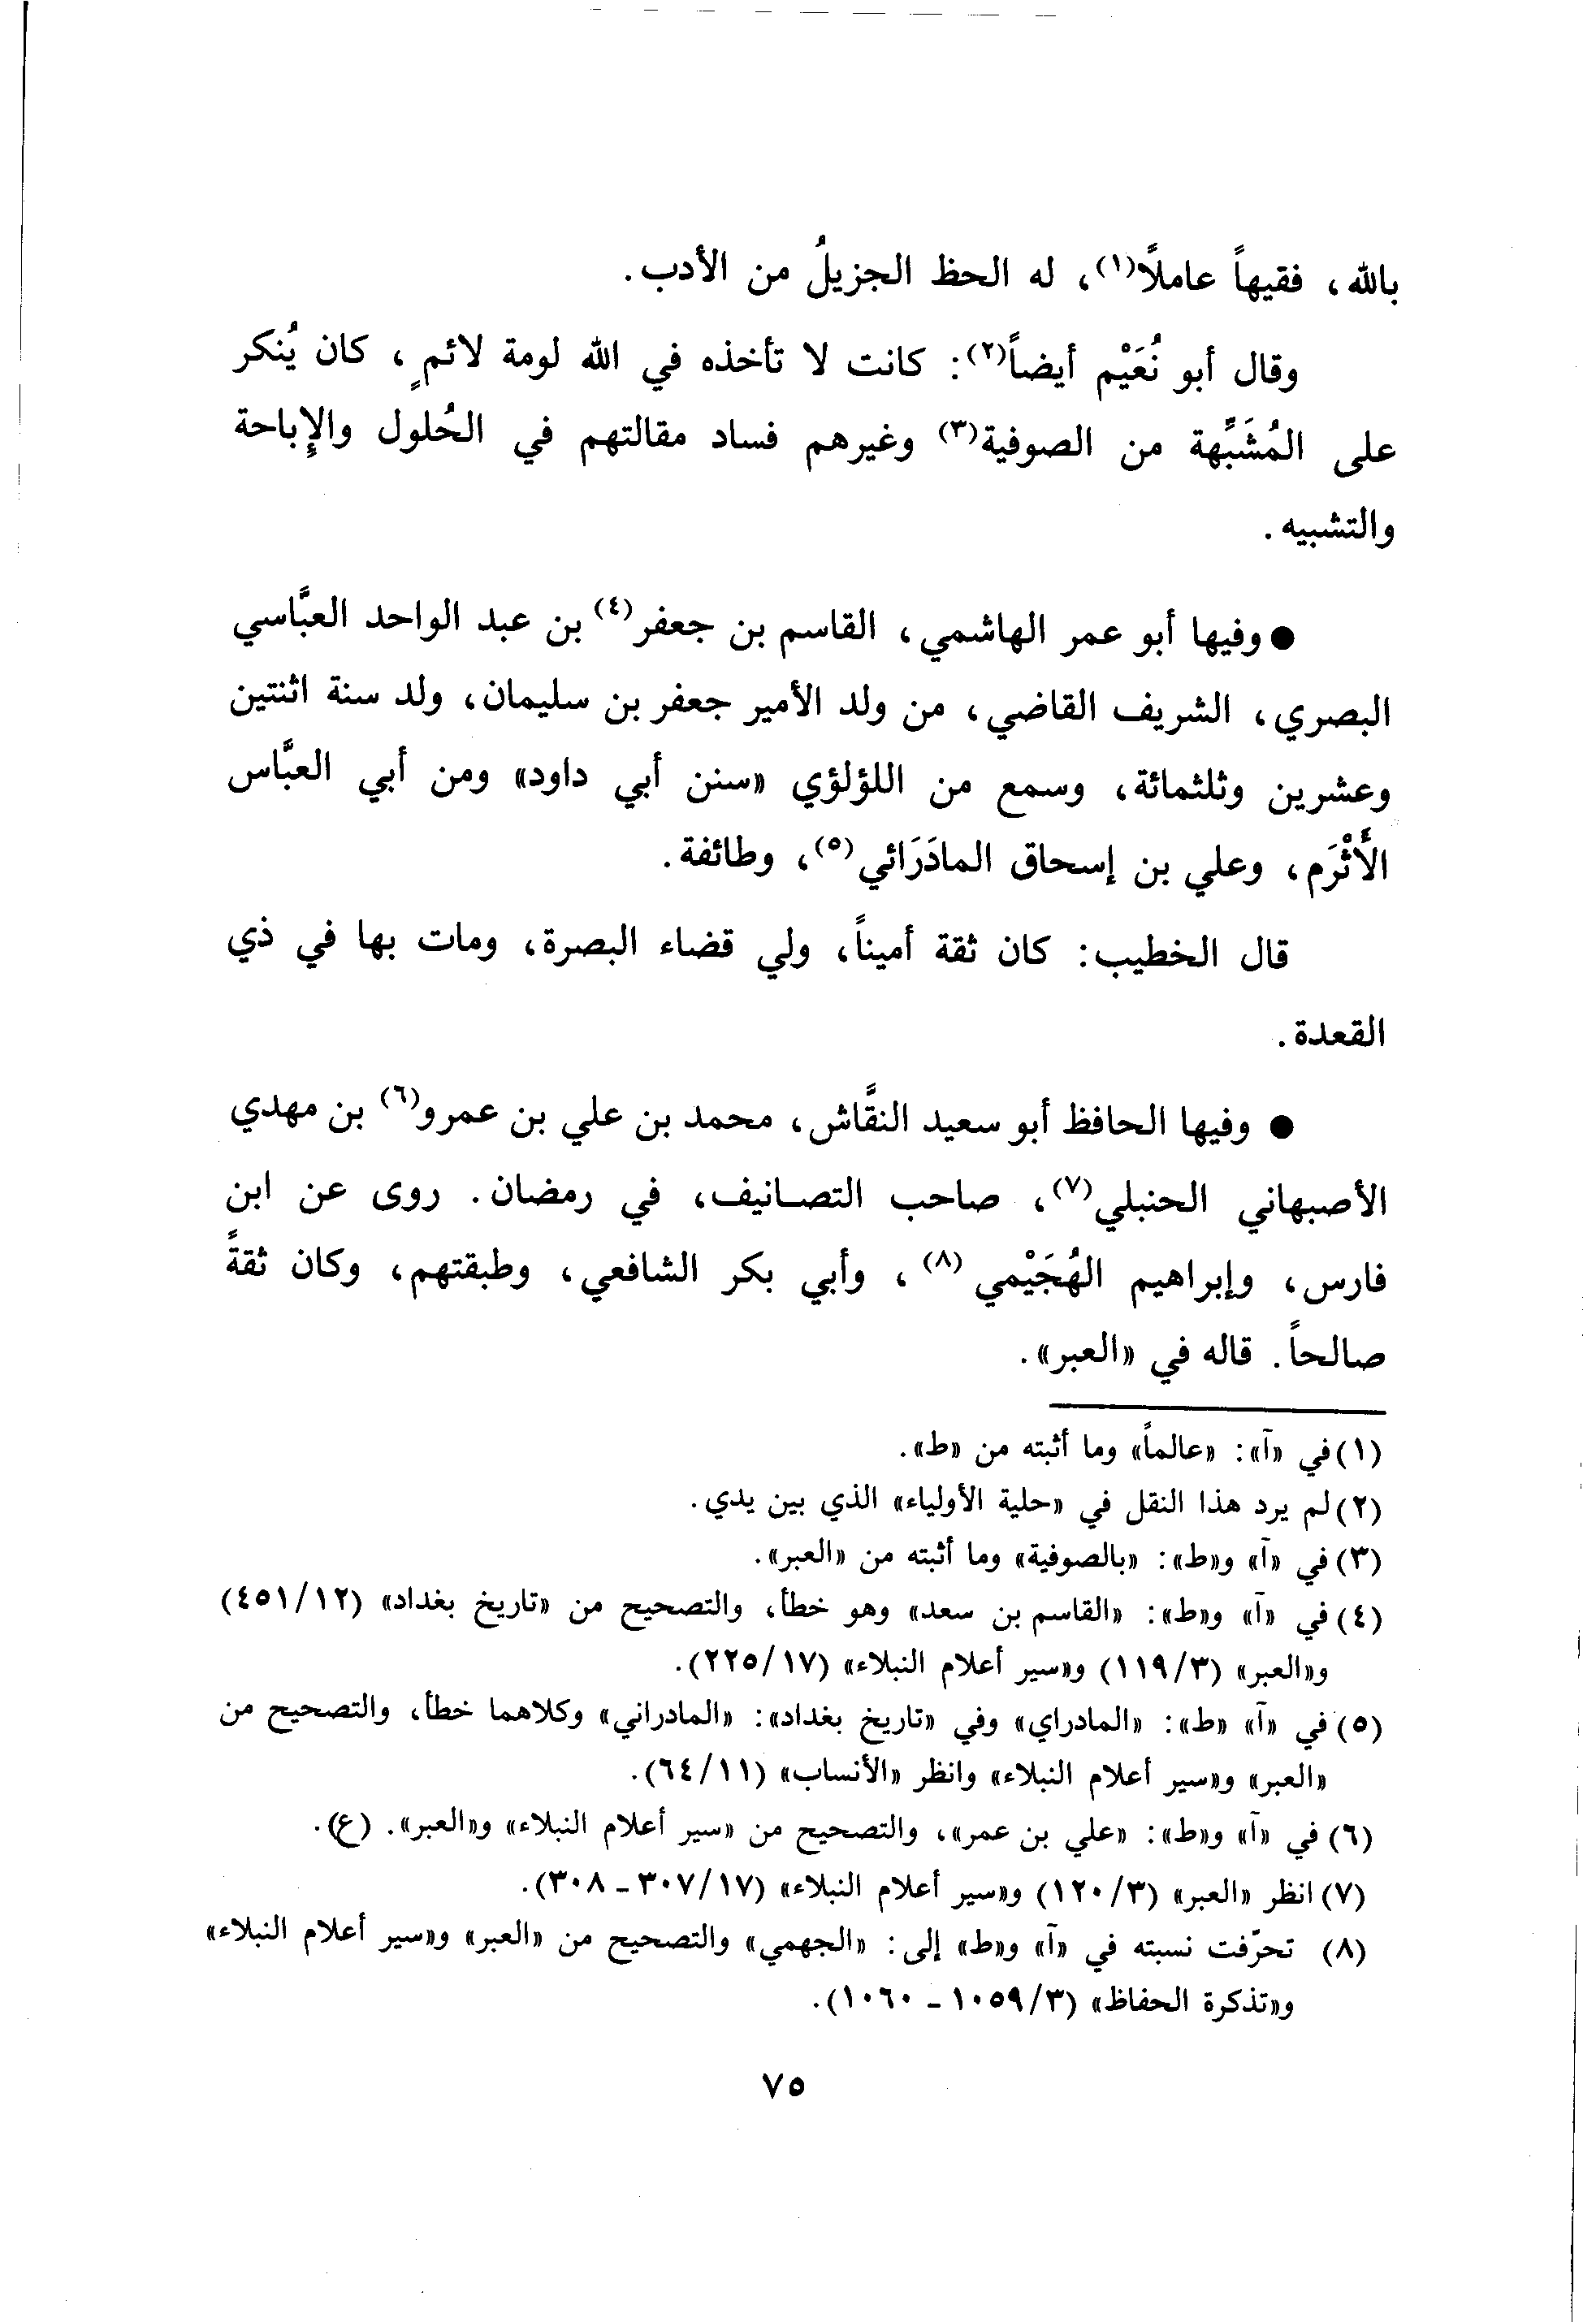 بالله، فقيهاً عاملاً(١)، له الحظ الجزيلُ من الأدب.
وقال أبو نُعَيْم أيضاً(٢): كانت لا تأخذه في الله لومة لائمٍ، كان يُنكر
على المُشَبِّهة من الصوفية(٣) وغيرهم فساد مقالتهم في الحُلول والإِباحة
والتشبيه.
● وفيها أبو عمر الهاشمي، القاسم بن جعفر(٤) بن عبد الواحد العبَّاسي
البصري، الشريف القاضي، من ولد الأمير جعفر بن سليمان، ولد سنة اثنتين
وعشرين وثلثمائة، وسمع من اللؤلؤي «سنن أبي داود» ومن أبي العبَّاس
الأَثْرَم، وعلي بن إسحاق المادَرَائي(٥)، وطائفة.
قال الخطيب: كان ثقة أميناً، ولي قضاء البصرة، ومات بها في ذي
القعدة.
● وفيها الحافظ أبو سعيد النقَّاش، محمد بن علي بن عمرو(٦) بن مهدي
الأصبهاني الحنبلي(٧)، صاحب التصانيف، في رمضان. روى عن ابن
فارس، وإبراهيم الهُجَيْمي(٨)، وأبي بكر الشافعي، وطبقتهم، وكان ثقةً
صالحاً. قاله في «العبر».
(١) في «آ»: «عالماً» وما أثبته من «ط».
(٢) لم يرد هذا النقل في «حلية الأولياء» الذي بين يدي.
(٣) في «آ» و«ط»: «بالصوفية» وما أثبته من «العبر».
(٤) في «آ» و«ط»: «القاسم بن سعد» وهو خطأ، والتصحيح من «تاريخ بغداد» (٤٥١/١٢)
و«العبر» (١١٩/٣) و«سير أعلام النبلاء» (٢٢٥/١٧).
(٥) في «آ» «ط»: «المادراي» وفي «تاريخ بغداد»: «المادراني» وكلاهما خطأ، والتصحيح من
«العبر» و«سير أعلام النبلاء» وانظر «الأنساب» (٦٤/١١).
(٦) في «آ» و«ط»: «علي بن عمر»، والتصحيح من «سير أعلام النبلاء» و«العبر». (ع).
(٧) انظر «العبر» (١٢٠/٣) و«سير أعلام النبلاء» (٣٠٧/١٧ - ٣٠٨).
(٨) تحرّفت نسبته في «آ» و«ط» إلى: «الجهمي» والتصحيح من «العبر» و«سير أعلام النبلاء»
و«تذكرة الحفاظ» (١٠٥٩/٣ - ١٠٦٠).
٧٥